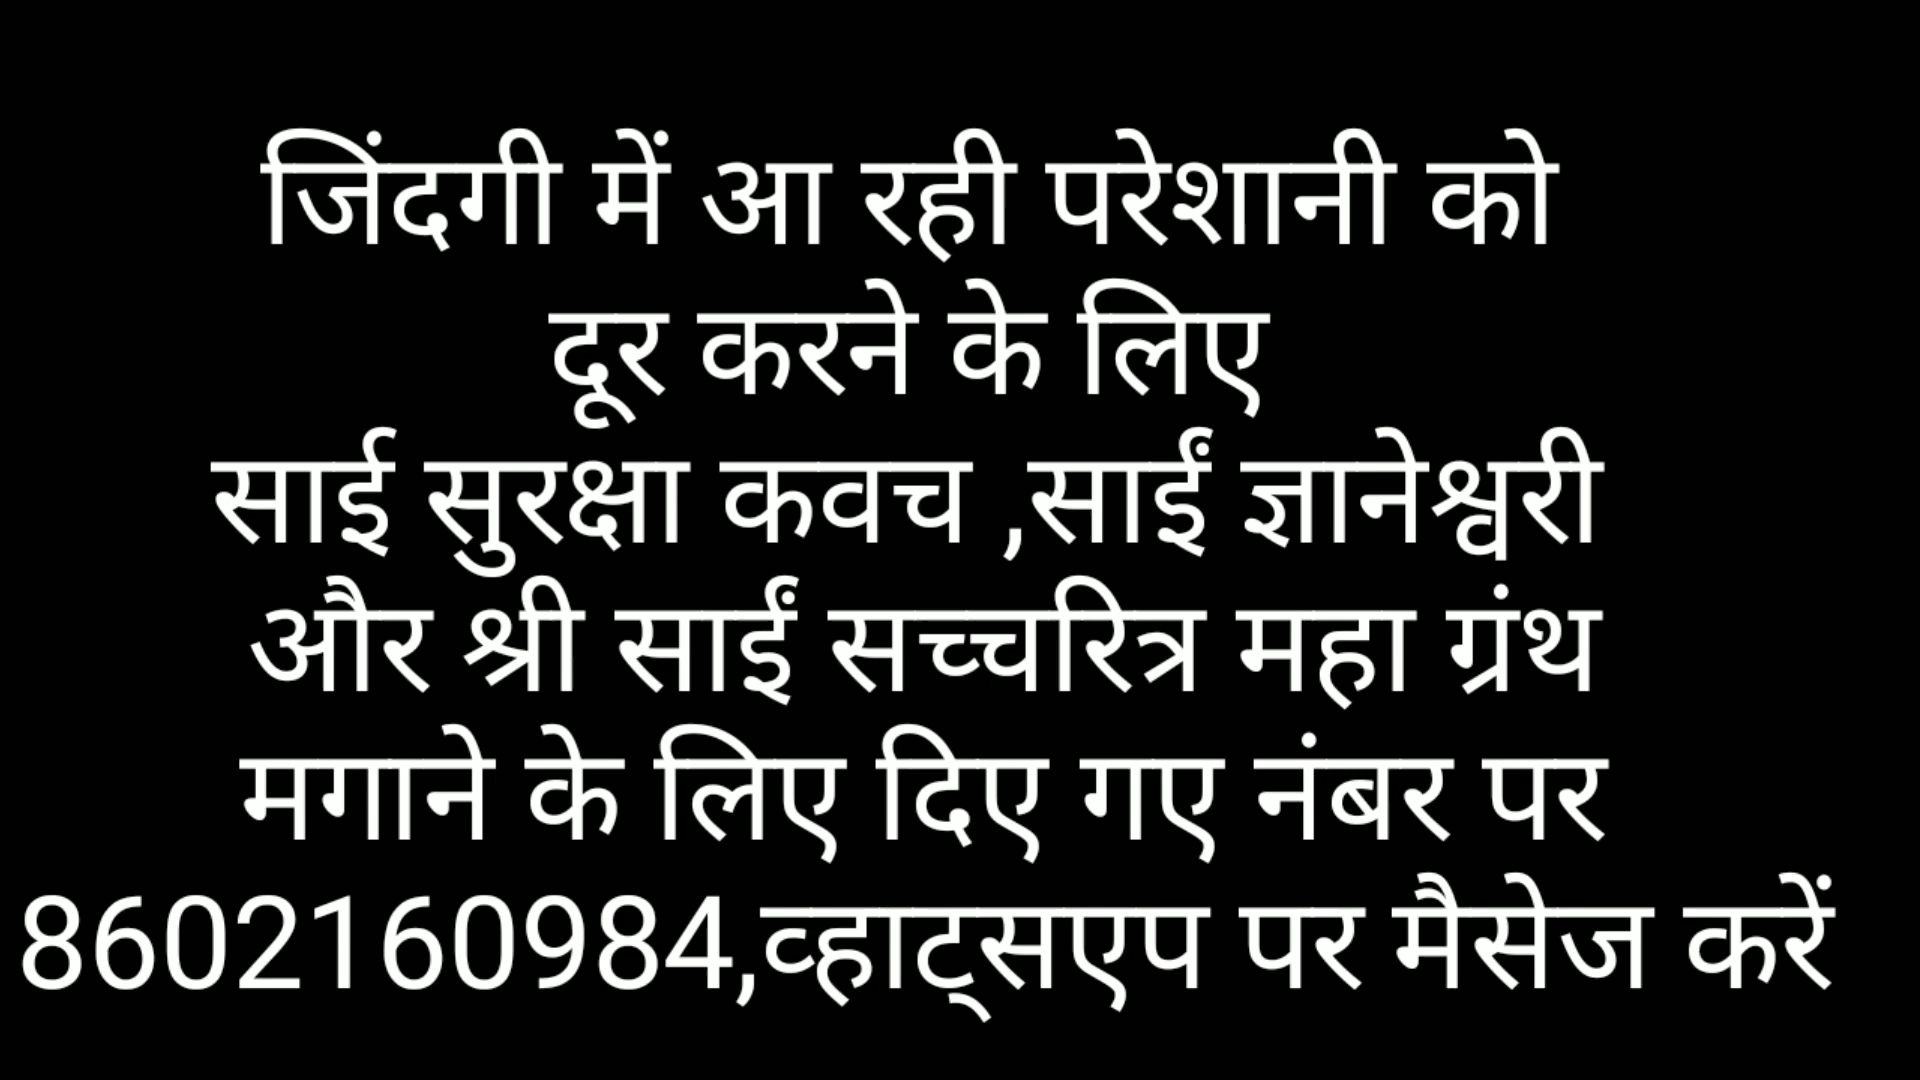 जिंदगी में आ रही परेशानी को
दूर करने के लिए
साई सुरक्षा कवच ,साईं ज्ञानेश्वरी
और श्री साईं सच्चरित्र महा ग्रंथ
मगाने के लिए दिए गए नंबर पर
8602160984,व्हाट्सएप पर मैसेज करें